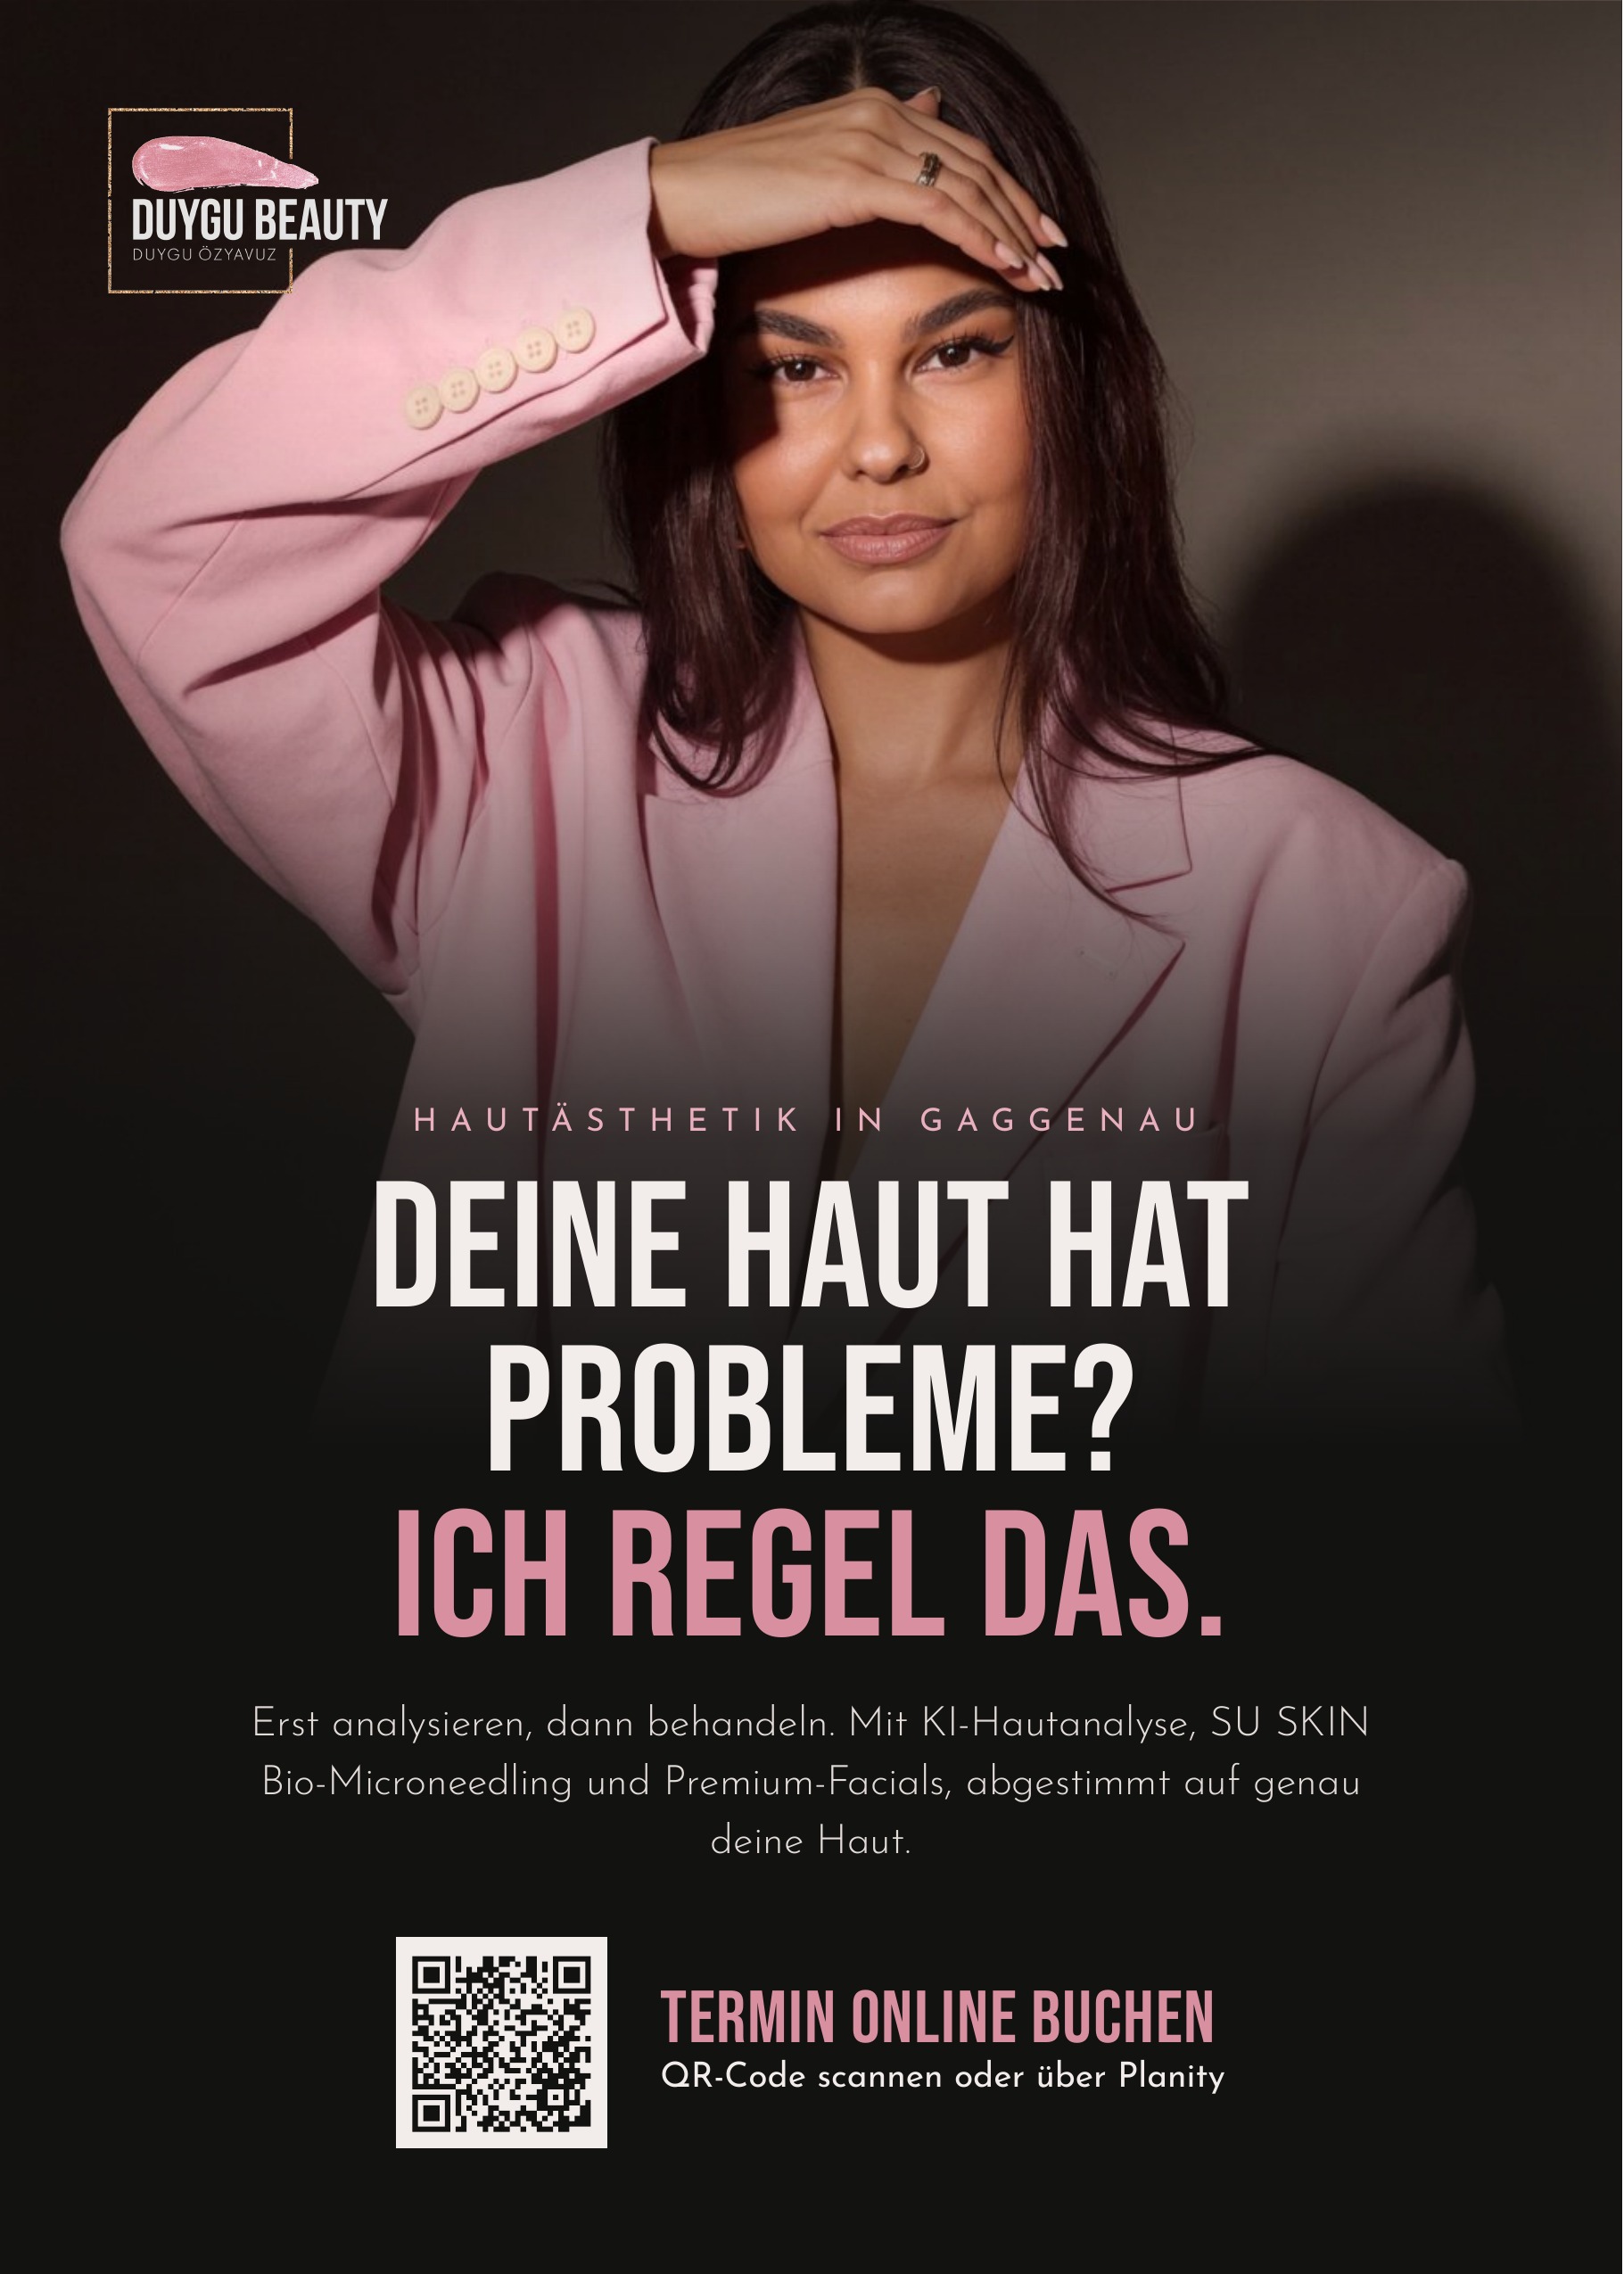 DUYGU BEAUTY
DUYGU ÖZYAVUZ
HAUTÄSTHETIK IN GAGGENAU
DEINE HAUT HAT
PROBLEME?
ICH REGEL DAS.
Erst analysieren, dann behandeln. Mit KI-Hautanalyse, SU SKIN
Bio-Microneedling und Premium-Facials, abgestimmt auf genau
deine Haut.
TERMIN ONLINE BUCHEN
QR-Code scannen oder über Planity